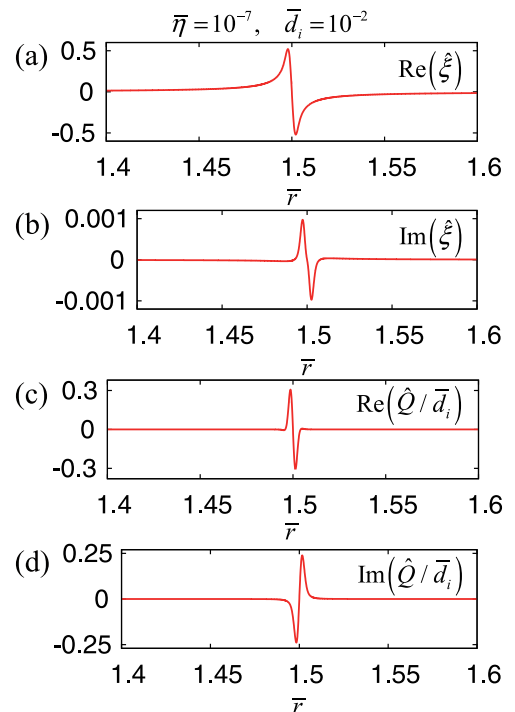 η̅ = 10⁻⁷, d̅ᵢ = 10⁻²
(a)
0.5
Re(ξ̂)
0
-0.5
1.4 1.45 1.5 1.55 1.6
r̅
(b)
0.001
Im(ξ̂)
0
-0.001
1.4 1.45 1.5 1.55 1.6
r̅
(c)
0.3
Re(Q̂ / d̅ᵢ)
0
-0.3
1.4 1.45 1.5 1.55 1.6
r̅
(d)
0.25
Im(Q̂ / d̅ᵢ)
0
-0.25
1.4 1.45 1.5 1.55 1.6
r̅